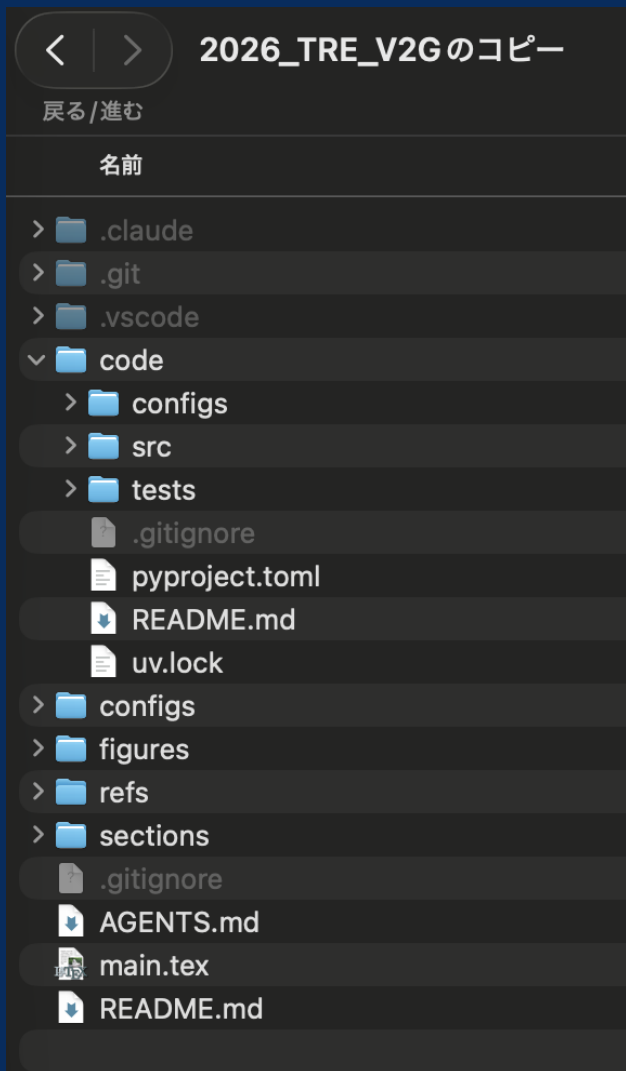 2026_TRE_V2Gのコピー
戻る/進む
名前
.claude
.git
.vscode
code
configs
src
tests
.gitignore
pyproject.toml
README.md
uv.lock
configs
figures
refs
sections
.gitignore
AGENTS.md
main.tex
README.md